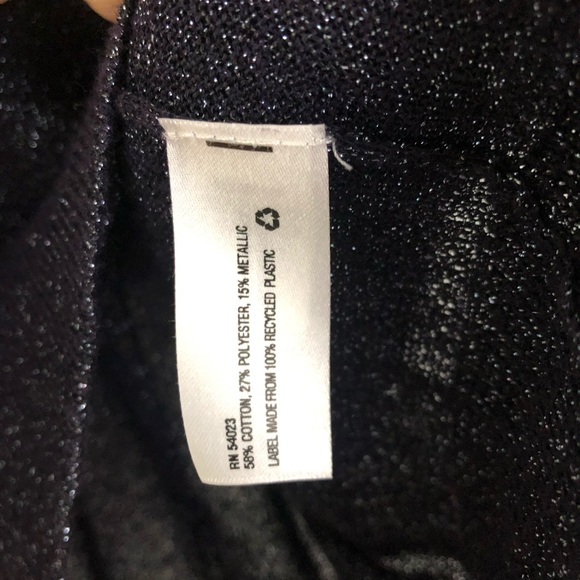 RN 54023
58% COTTON, 27% POLYESTER, 15% METALLIC
LABEL MADE FROM 100% RECYCLED PLASTIC